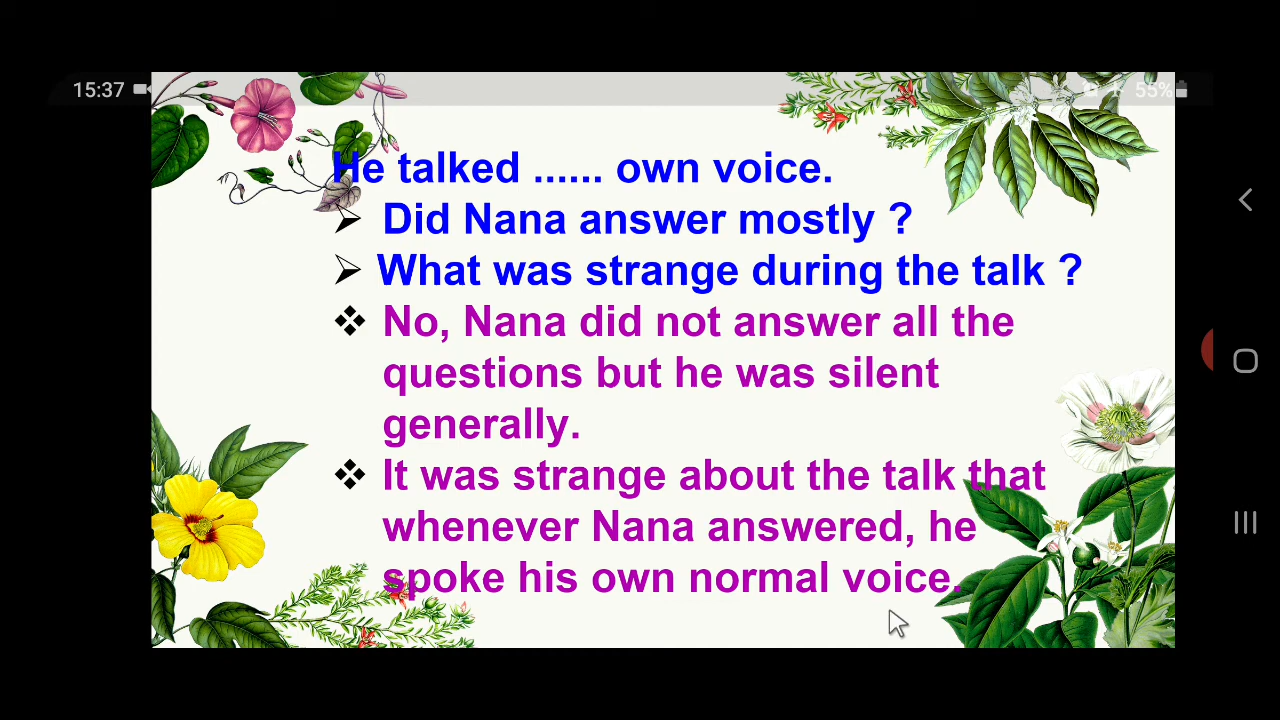 15:37
55%
He talked ...... own voice.
➢ Did Nana answer mostly ?
➢ What was strange during the talk ?
❖ No, Nana did not answer all the
questions but he was silent
generally.
❖ It was strange about the talk that
whenever Nana answered, he
spoke his own normal voice.